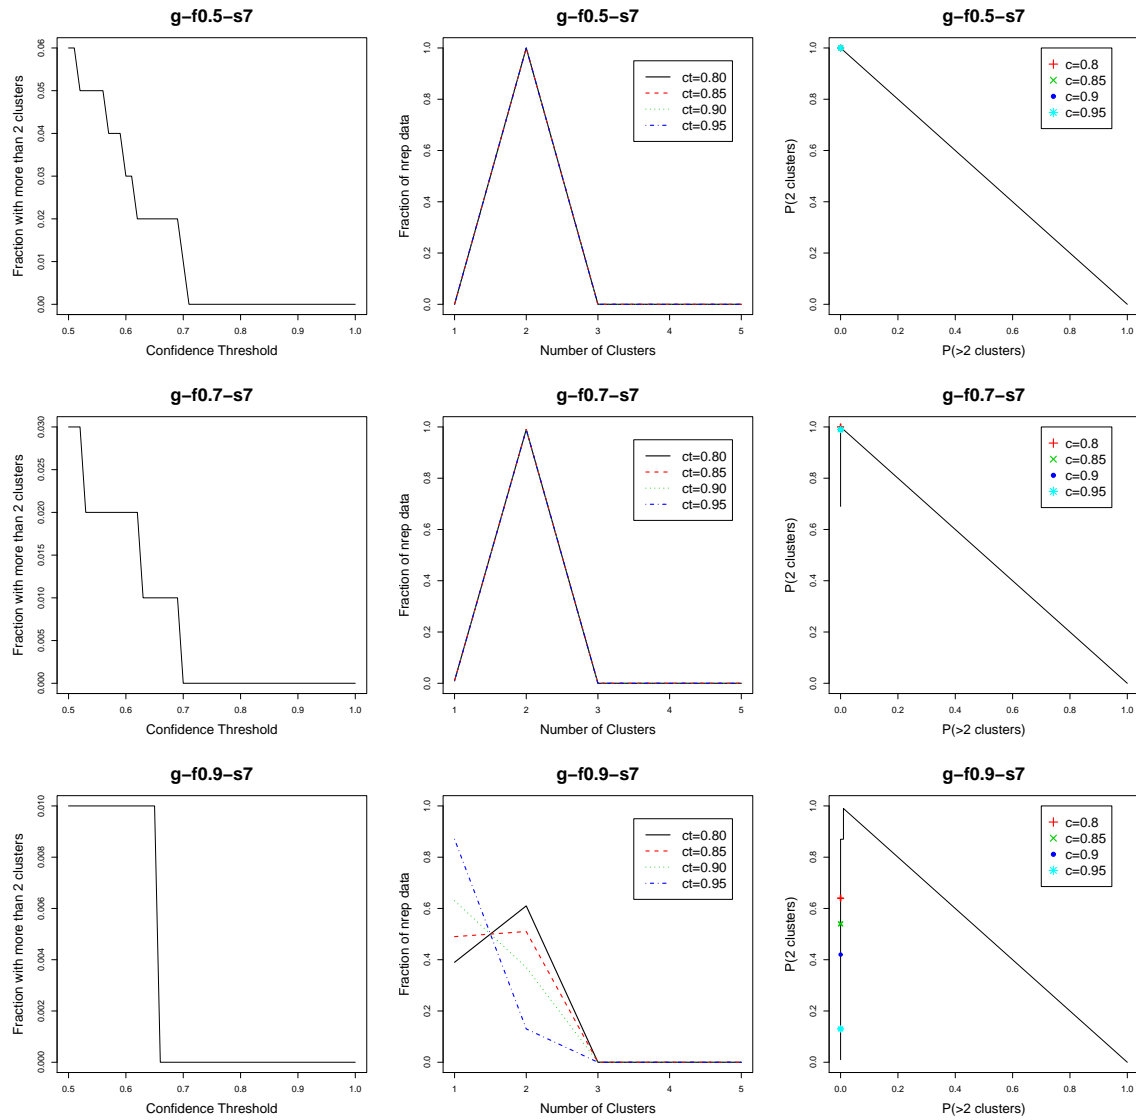 g−f0.5−s7
Fraction with more than 2 clusters
0.00
0.01
0.02
0.03
0.04
0.05
0.06
0.5 0.6 0.7 0.8 0.9 1.0
Confidence Threshold
g−f0.5−s7
Fraction of nrep data
0.0
0.2
0.4
0.6
0.8
1.0
ct=0.80
ct=0.85
ct=0.90
ct=0.95
1 2 3 4 5
Number of Clusters
g−f0.5−s7
P(2 clusters)
0.0
0.2
0.4
0.6
0.8
1.0
c=0.8
c=0.85
c=0.9
c=0.95
0.0 0.2 0.4 0.6 0.8 1.0
P(>2 clusters)
g−f0.7−s7
Fraction with more than 2 clusters
0.000
0.005
0.010
0.015
0.020
0.025
0.030
0.5 0.6 0.7 0.8 0.9 1.0
Confidence Threshold
g−f0.7−s7
Fraction of nrep data
0.0
0.2
0.4
0.6
0.8
1.0
ct=0.80
ct=0.85
ct=0.90
ct=0.95
1 2 3 4 5
Number of Clusters
g−f0.7−s7
P(2 clusters)
0.0
0.2
0.4
0.6
0.8
1.0
c=0.8
c=0.85
c=0.9
c=0.95
0.0 0.2 0.4 0.6 0.8 1.0
P(>2 clusters)
g−f0.9−s7
Fraction with more than 2 clusters
0.000
0.002
0.004
0.006
0.008
0.010
0.5 0.6 0.7 0.8 0.9 1.0
Confidence Threshold
g−f0.9−s7
Fraction of nrep data
0.0
0.2
0.4
0.6
0.8
1.0
ct=0.80
ct=0.85
ct=0.90
ct=0.95
1 2 3 4 5
Number of Clusters
g−f0.9−s7
P(2 clusters)
0.0
0.2
0.4
0.6
0.8
1.0
c=0.8
c=0.85
c=0.9
c=0.95
0.0 0.2 0.4 0.6 0.8 1.0
P(>2 clusters)